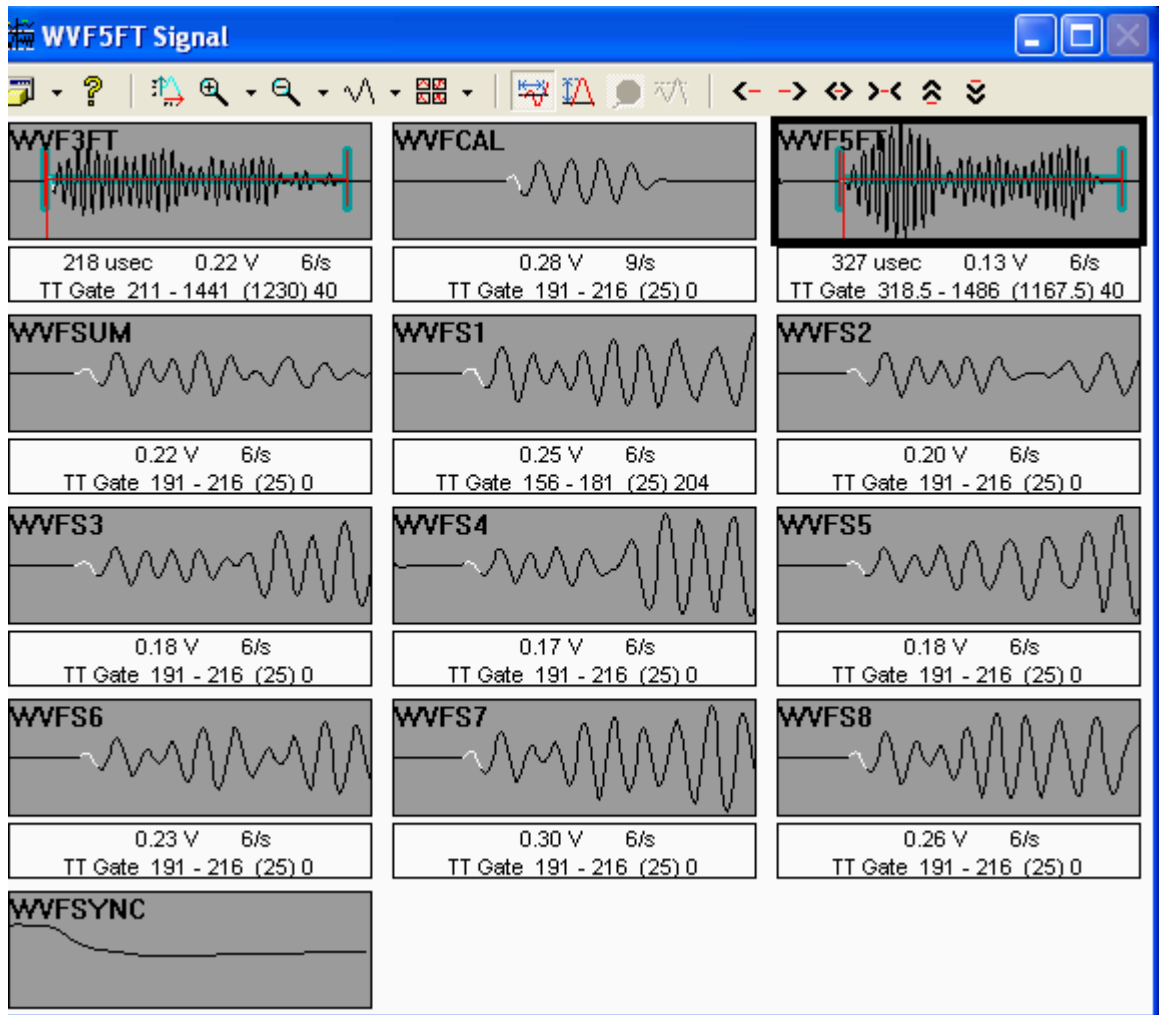 WVF5FT Signal
WVF3FT
WVFCAL
WVF5FT
218 usec 0.22 V 6/s
TT Gate 211 - 1441 (1230) 40
0.28 V 9/s
TT Gate 191 - 216 (25) 0
327 usec 0.13 V 6/s
TT Gate 318.5 - 1486 (1167.5) 40
WVFSUM
WVFS1
WVFS2
0.22 V 6/s
TT Gate 191 - 216 (25) 0
0.25 V 6/s
TT Gate 156 - 181 (25) 204
0.20 V 6/s
TT Gate 191 - 216 (25) 0
WVFS3
WVFS4
WVFS5
0.18 V 6/s
TT Gate 191 - 216 (25) 0
0.17 V 6/s
TT Gate 191 - 216 (25) 0
0.18 V 6/s
TT Gate 191 - 216 (25) 0
WVFS6
WVFS7
WVFS8
0.23 V 6/s
TT Gate 191 - 216 (25) 0
0.30 V 6/s
TT Gate 191 - 216 (25) 0
0.26 V 6/s
TT Gate 191 - 216 (25) 0
WVFSYNC